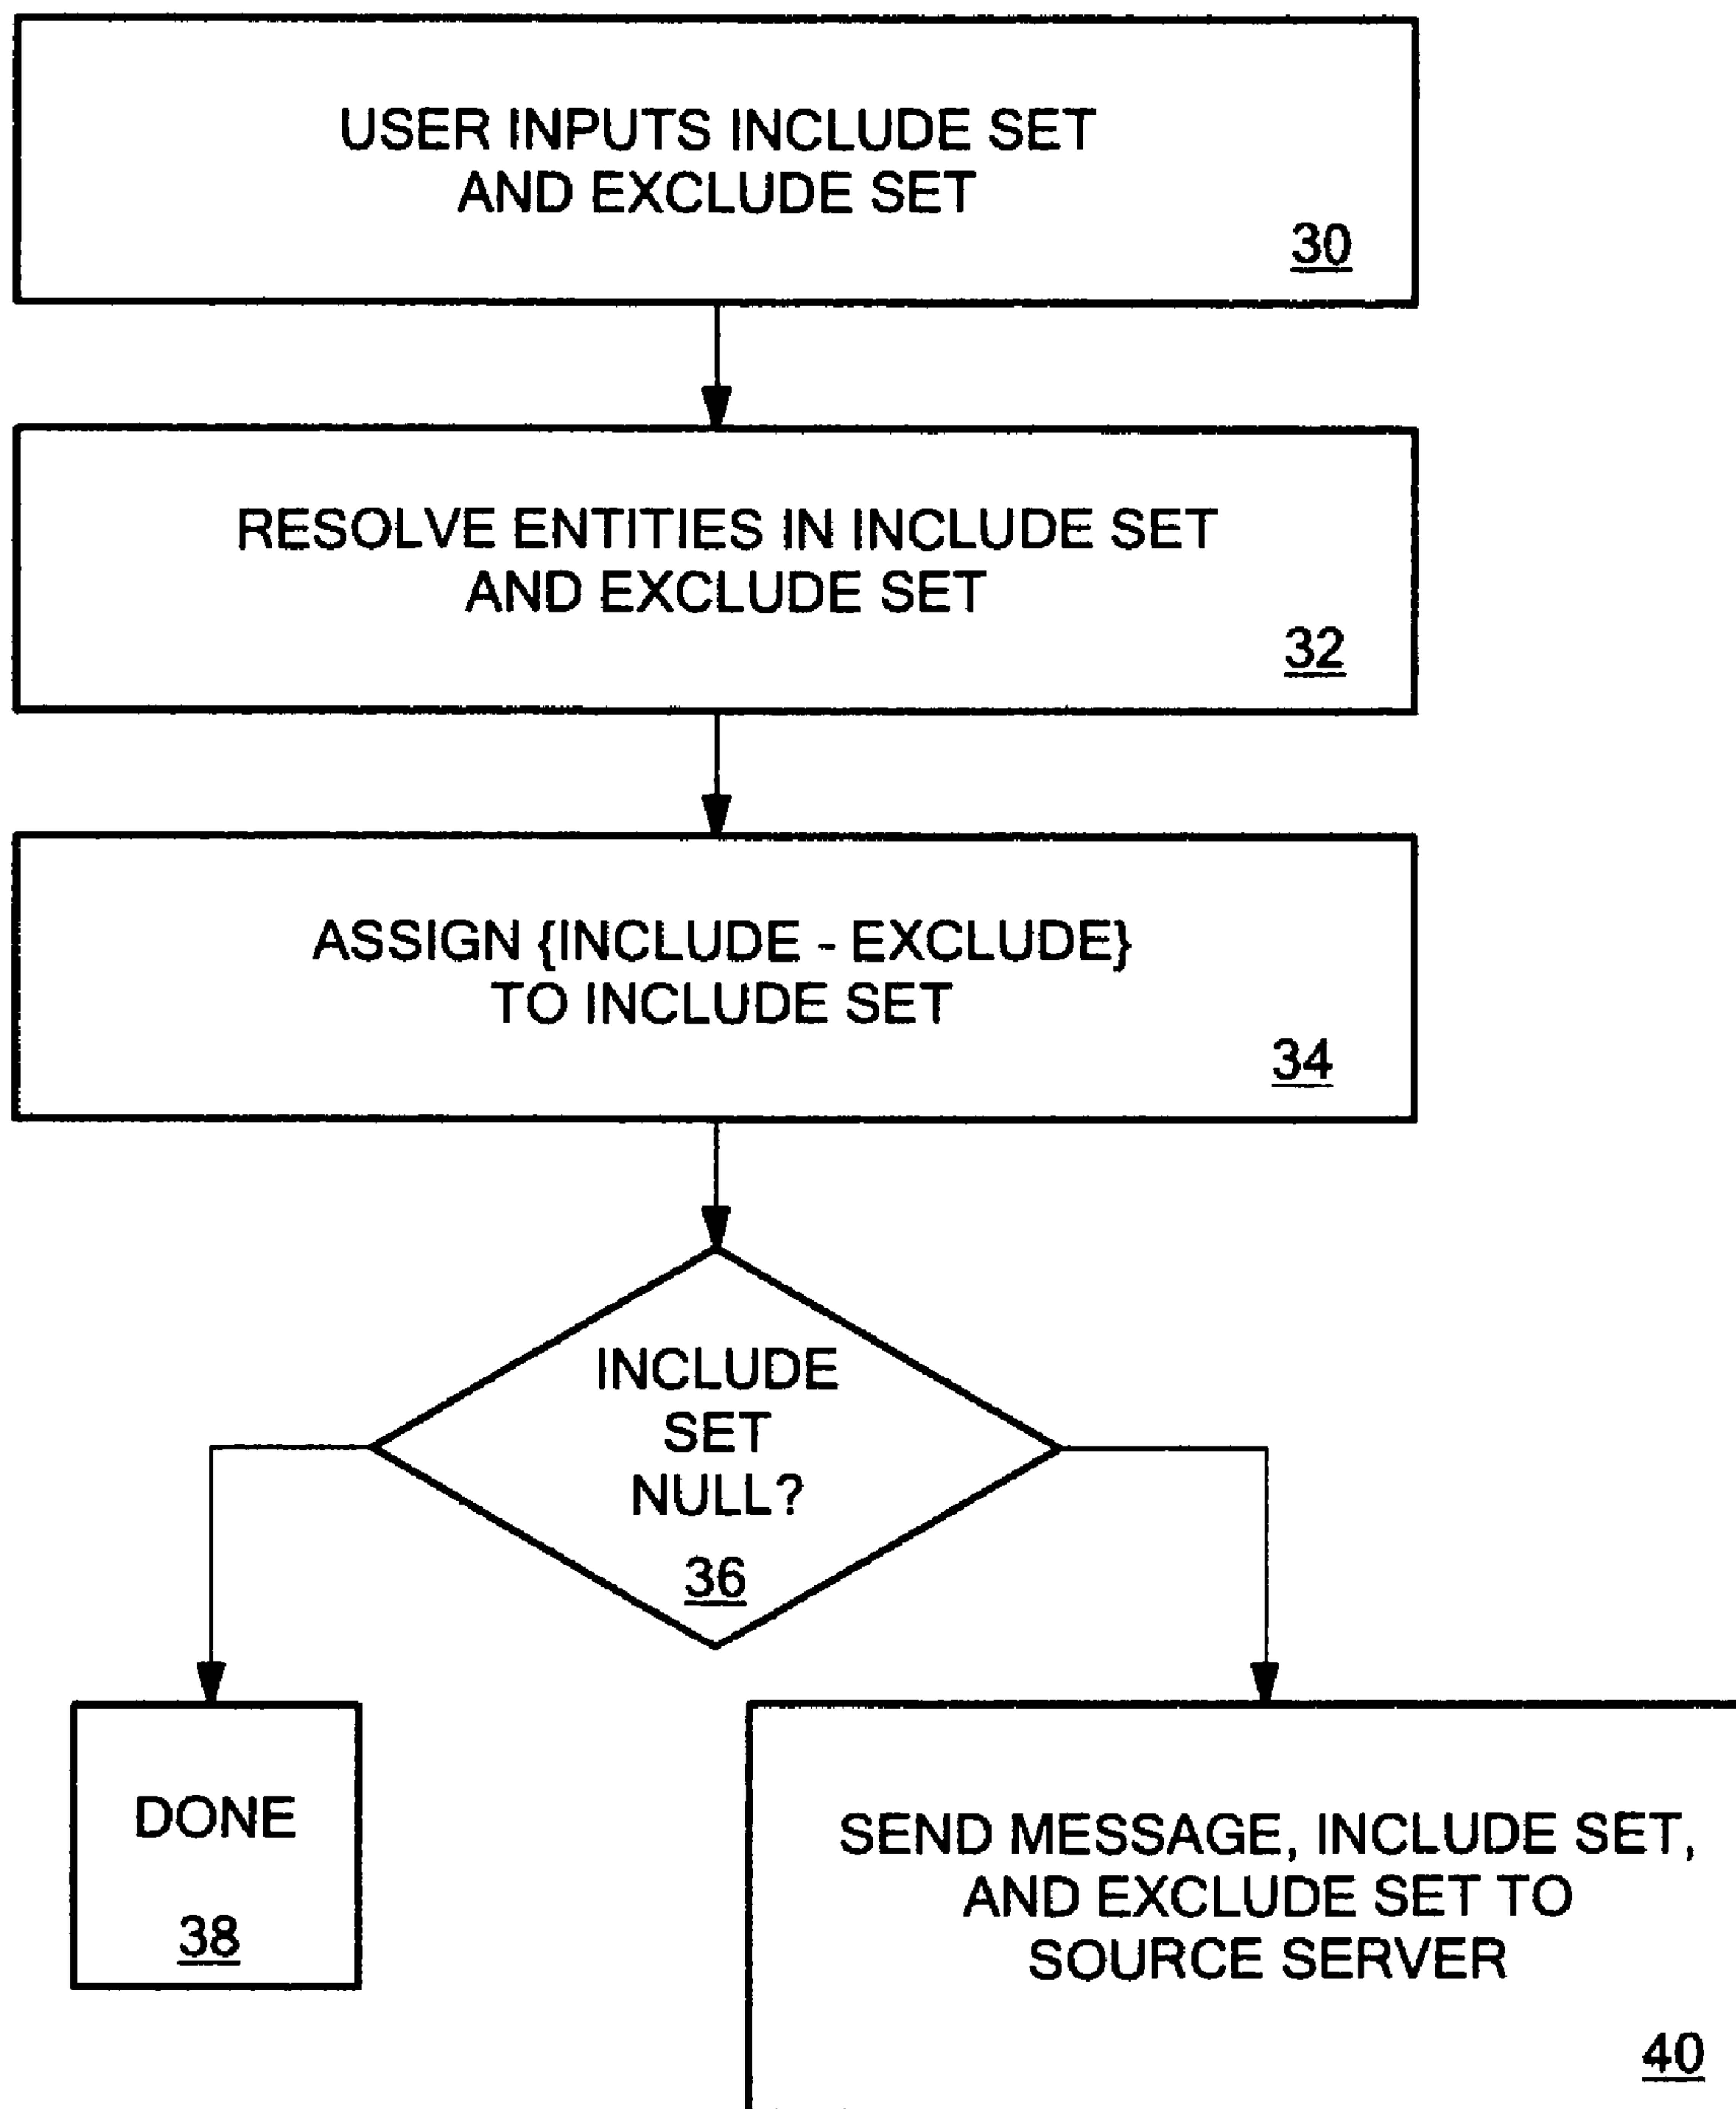 USER INPUTS INCLUDE SET
AND EXCLUDE SET
30
RESOLVE ENTITIES IN INCLUDE SET
AND EXCLUDE SET
32
ASSIGN {INCLUDE - EXCLUDE}
TO INCLUDE SET
34
INCLUDE
SET
NULL?
36
DONE
38
SEND MESSAGE, INCLUDE SET,
AND EXCLUDE SET TO
SOURCE SERVER
40